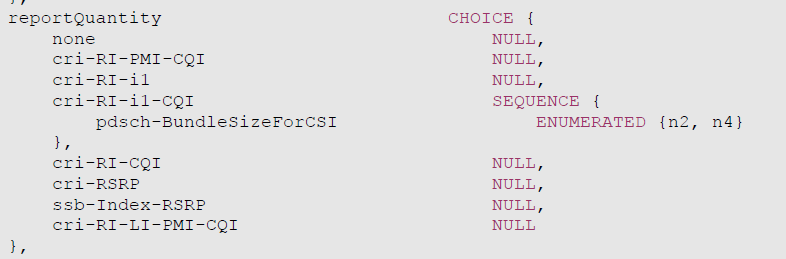 },
reportQuantity CHOICE {
none NULL,
cri-RI-PMI-CQI NULL,
cri-RI-i1 NULL,
cri-RI-i1-CQI SEQUENCE {
pdsch-BundleSizeForCSI ENUMERATED {n2, n4}
},
cri-RI-CQI NULL,
cri-RSRP NULL,
ssb-Index-RSRP NULL,
cri-RI-LI-PMI-CQI NULL
},